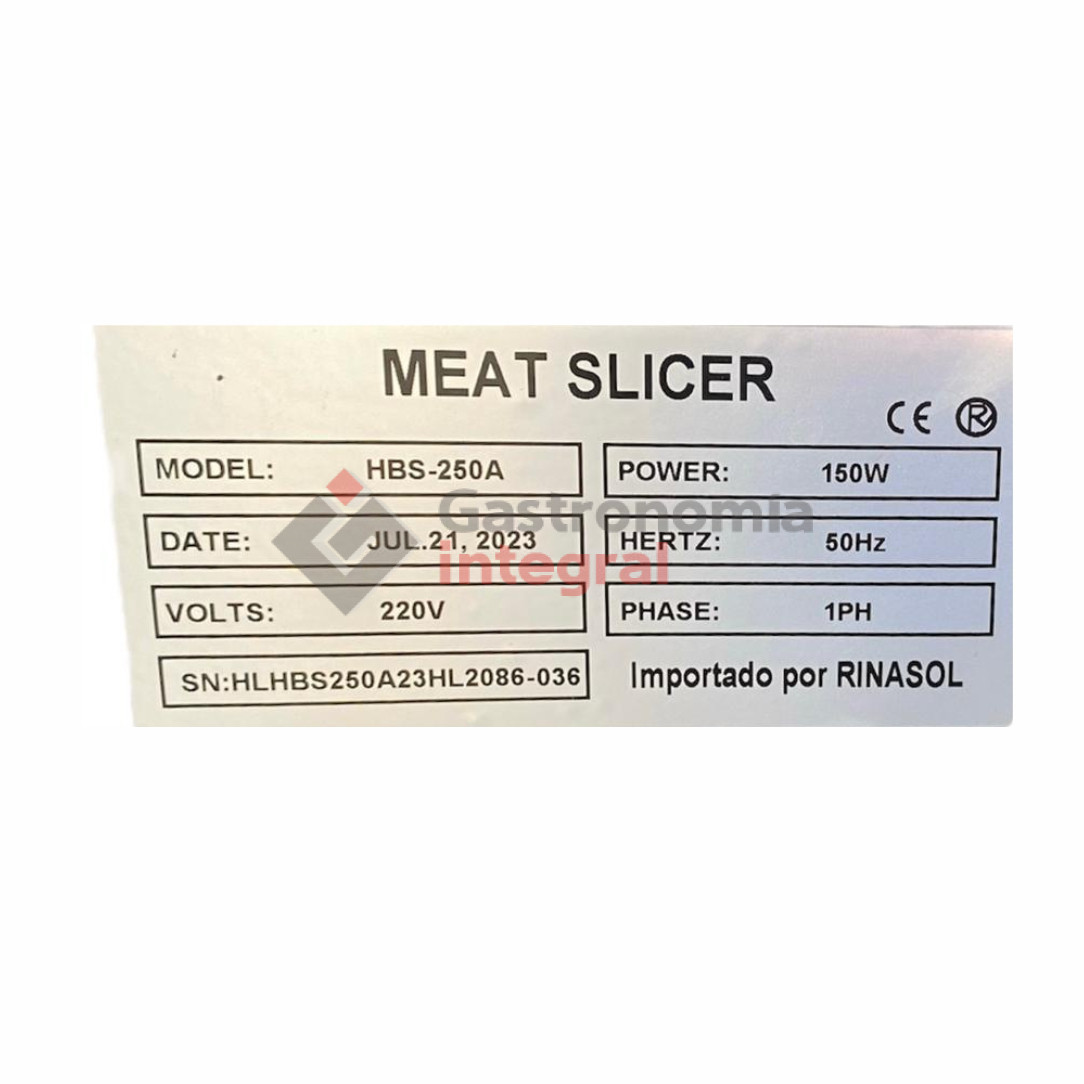 MEAT SLICER
CE R
MODEL: HBS-250A
POWER: 150W
DATE: JUL.21, 2023
HERTZ: 50Hz
VOLTS: 220V
PHASE: 1PH
SN:HLHBS250A23HL2086-036
Importado por RINASOL
Gastronomía
integral